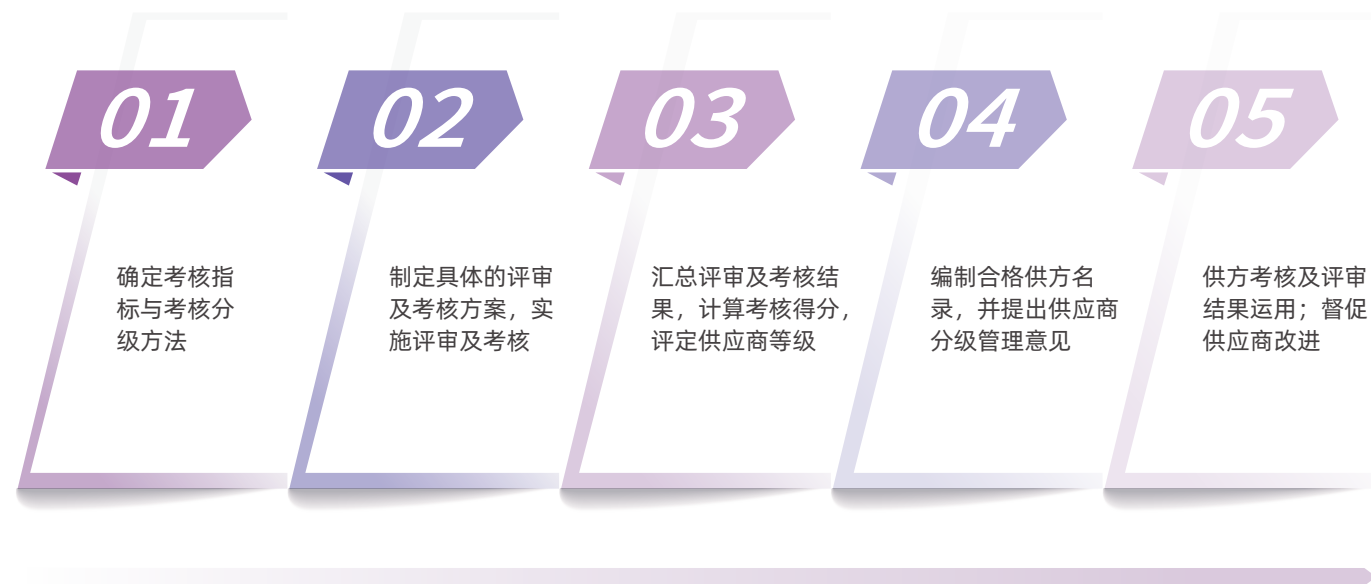 01
确定考核指
标与考核分
级方法
02
制定具体的评审
及考核方案，实
施评审及考核
03
汇总评审及考核结
果，计算考核得分，
评定供应商等级
04
编制合格供方名
录，并提出供应商
分级管理意见
05
供方考核及评审
结果运用；督促
供应商改进